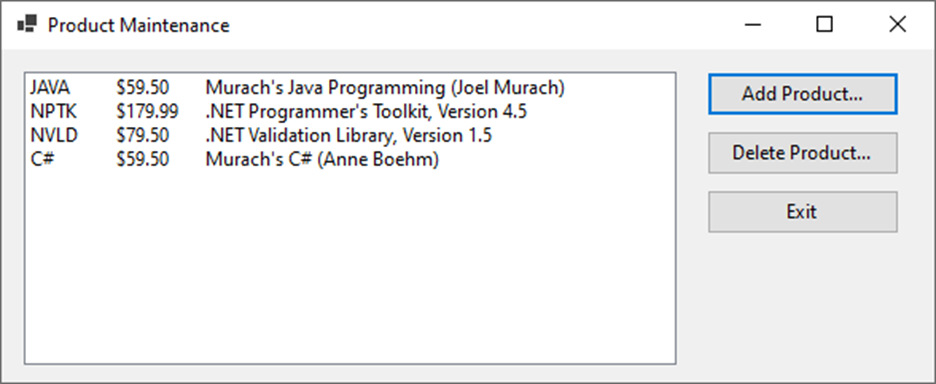 Product Maintenance
JAVA $59.50 Murach's Java Programming (Joel Murach)
NPTK $179.99 .NET Programmer's Toolkit, Version 4.5
NVLD $79.50 .NET Validation Library, Version 1.5
C# $59.50 Murach's C# (Anne Boehm)
Add Product...
Delete Product...
Exit